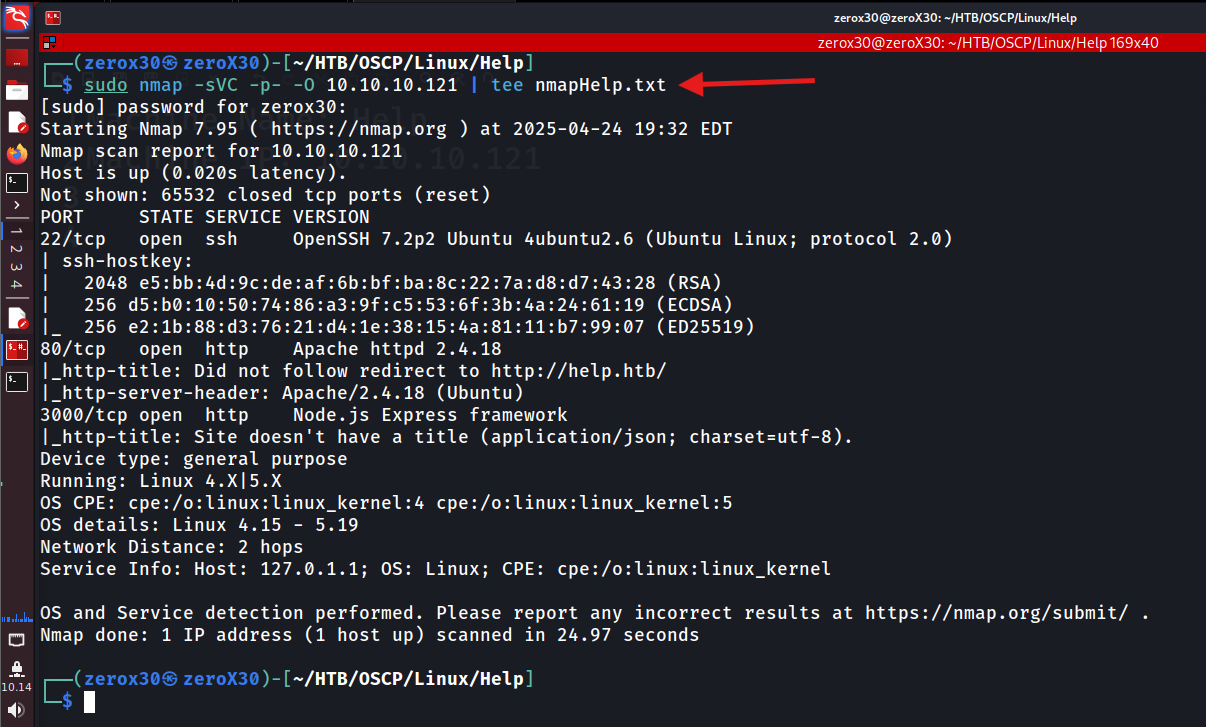 zerox30@zeroX30: ~/HTB/OSCP/Linux/Help
zerox30@zeroX30: ~/HTB/OSCP/Linux/Help 169x40
┌──(zerox30㉿zeroX30)-[~/HTB/OSCP/Linux/Help]
└─$ sudo nmap -sVC -p- -O 10.10.10.121 | tee nmapHelp.txt
[sudo] password for zerox30:
Starting Nmap 7.95 ( https://nmap.org ) at 2025-04-24 19:32 EDT
Nmap scan report for 10.10.10.121
Host is up (0.020s latency).
Not shown: 65532 closed tcp ports (reset)
PORT     STATE SERVICE VERSION
22/tcp   open  ssh     OpenSSH 7.2p2 Ubuntu 4ubuntu2.6 (Ubuntu Linux; protocol 2.0)
| ssh-hostkey:
|   2048 e5:bb:4d:9c:de:af:6b:bf:ba:8c:22:7a:d8:d7:43:28 (RSA)
|   256 d5:b0:10:50:74:86:a3:9f:c5:53:6f:3b:4a:24:61:19 (ECDSA)
|_  256 e2:1b:88:d3:76:21:d4:1e:38:15:4a:81:11:b7:99:07 (ED25519)
80/tcp   open  http    Apache httpd 2.4.18
|_http-title: Did not follow redirect to http://help.htb/
|_http-server-header: Apache/2.4.18 (Ubuntu)
3000/tcp open  http    Node.js Express framework
|_http-title: Site doesn't have a title (application/json; charset=utf-8).
Device type: general purpose
Running: Linux 4.X|5.X
OS CPE: cpe:/o:linux:linux_kernel:4 cpe:/o:linux:linux_kernel:5
OS details: Linux 4.15 - 5.19
Network Distance: 2 hops
Service Info: Host: 127.0.1.1; OS: Linux; CPE: cpe:/o:linux:linux_kernel
OS and Service detection performed. Please report any incorrect results at https://nmap.org/submit/ .
Nmap done: 1 IP address (1 host up) scanned in 24.97 seconds
┌──(zerox30㉿zeroX30)-[~/HTB/OSCP/Linux/Help]
└─$
1
2
3
4
10.14